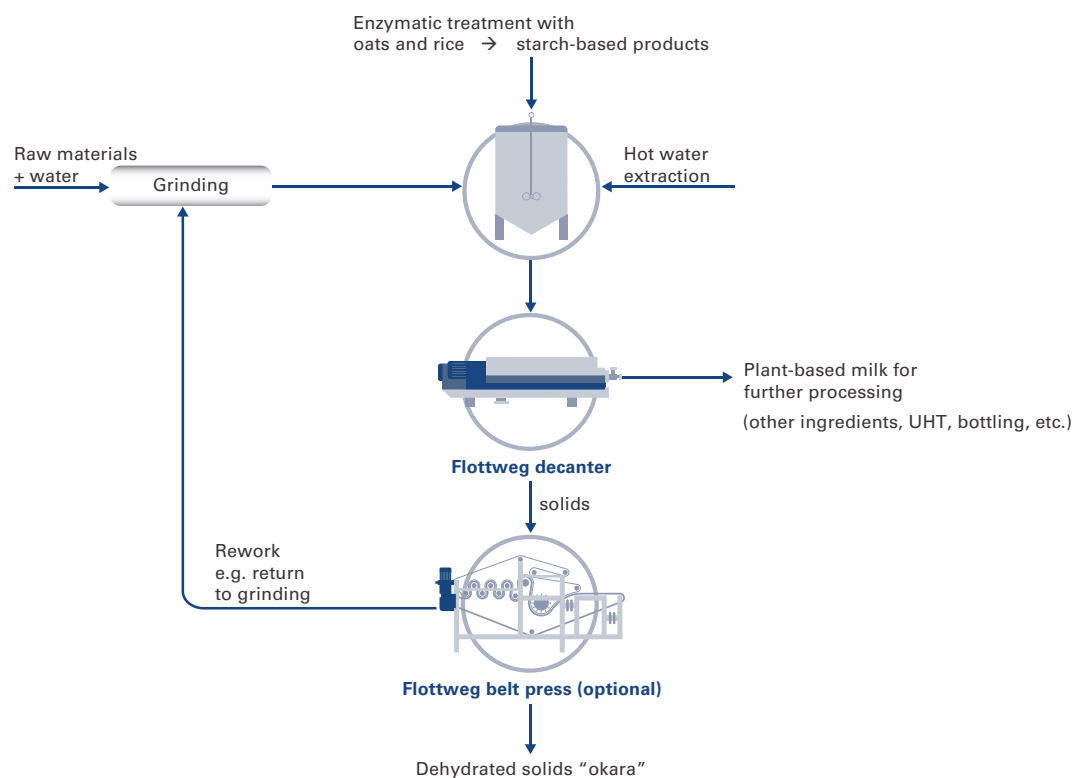 Enzymatic treatment with
oats and rice → starch-based products
Raw materials
+ water
Grinding
Hot water
extraction
Plant-based milk for
further processing
(other ingredients, UHT, bottling, etc.)
Flottweg decanter
solids
Rework
e.g. return
to grinding
Flottweg belt press (optional)
Dehydrated solids “okara”